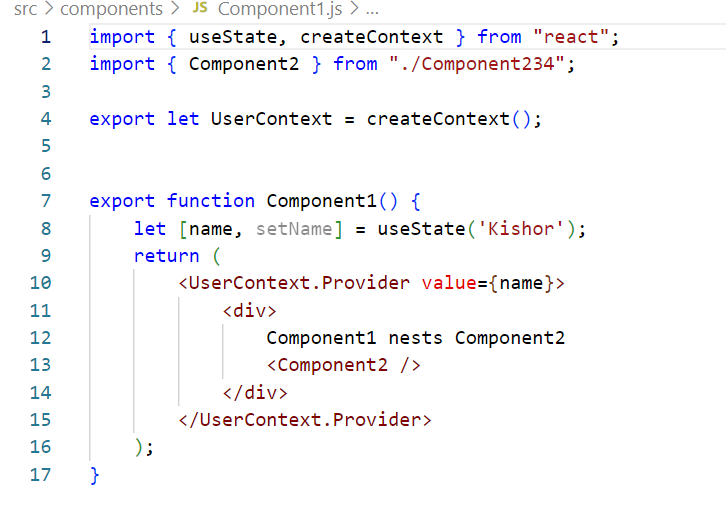 src > components > JS Component1.js > ...
1 import { useState, createContext } from "react";
2 import { Component2 } from "./Component234";
3
4 export let UserContext = createContext();
5
6
7 export function Component1() {
8     let [name, setName] = useState('Kishor');
9     return (
10         <UserContext.Provider value={name}>
11             <div>
12                 Component1 nests Component2
13                 <Component2 />
14             </div>
15         </UserContext.Provider>
16     );
17 }